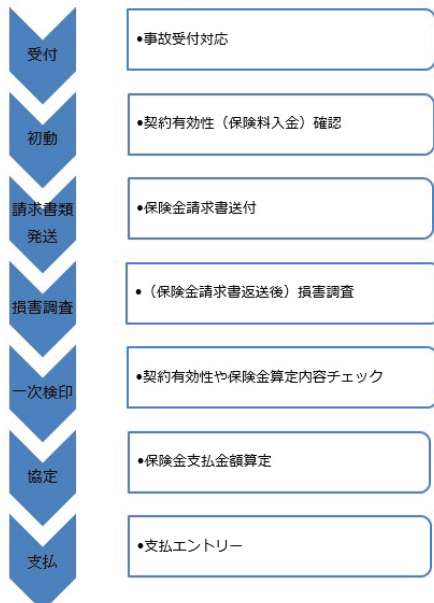 受付
•事故受付対応
初動
•契約有効性（保険料入金）確認
請求書類
発送
•保険金請求書送付
損害調査
•（保険金請求書返送後）損害調査
一次検印
•契約有効性や保険金算定内容チェック
協定
•保険金支払金額算定
支払
•支払エントリー